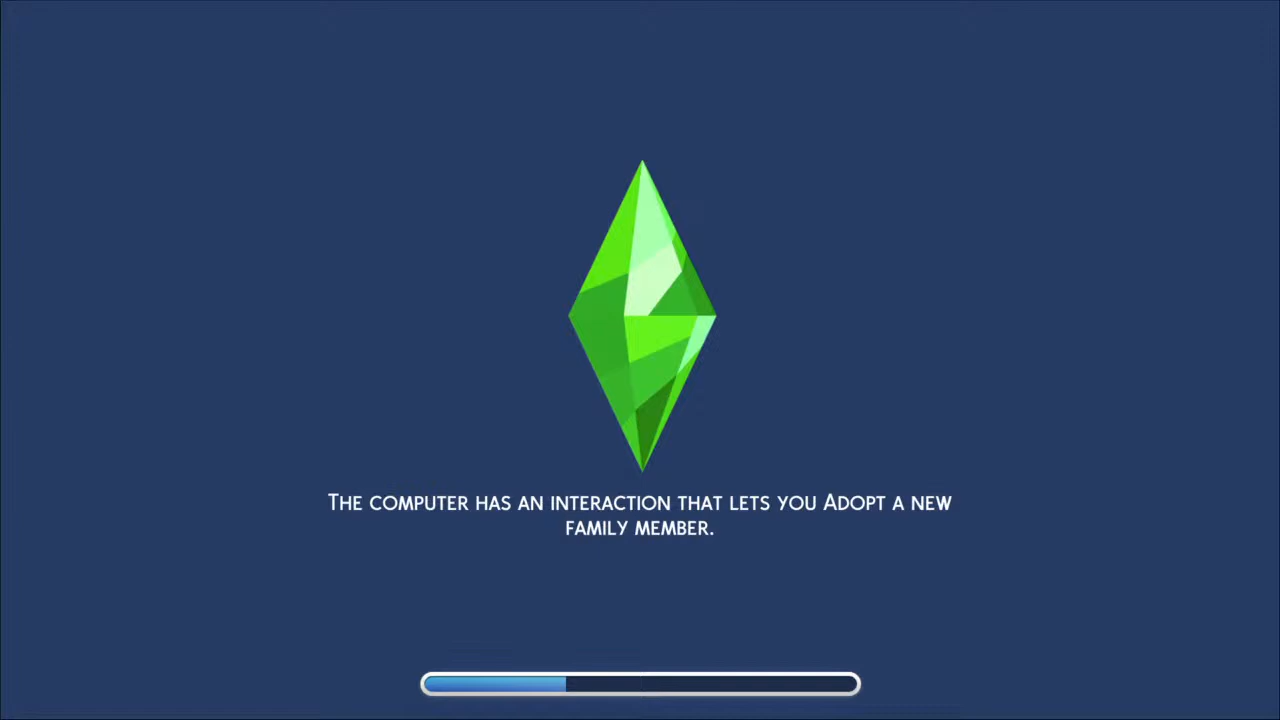 The computer has an interaction that lets you Adopt a new
family member.